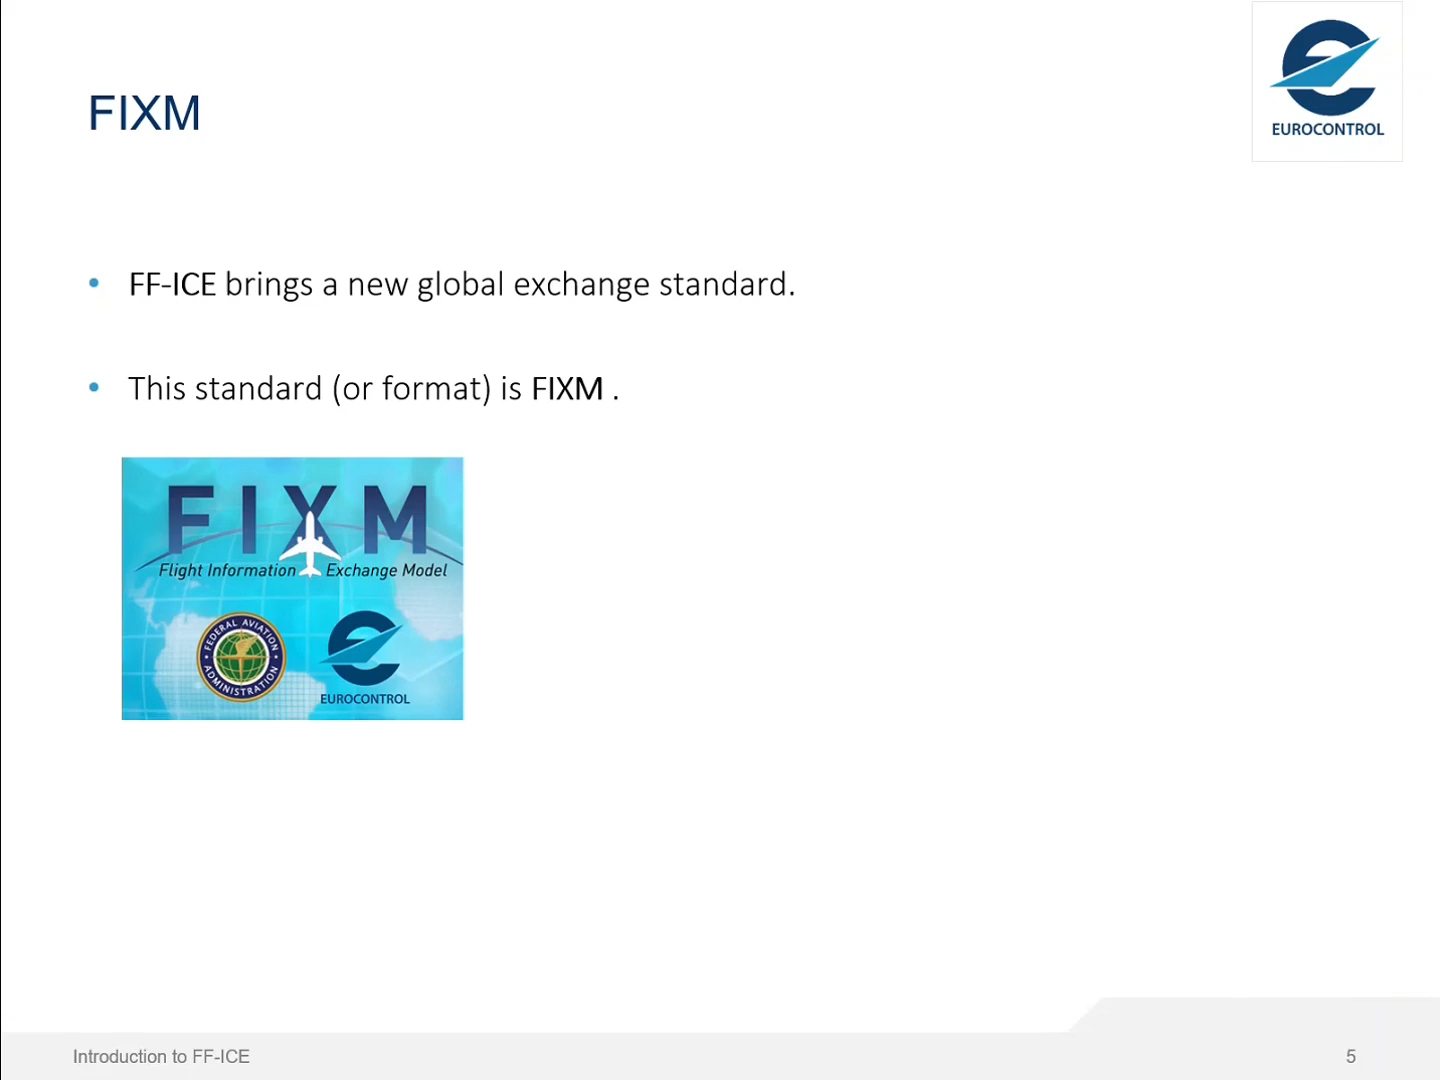 EUROCONTROL
FIXM
• FF-ICE brings a new global exchange standard.
• This standard (or format) is FIXM .
FIXM
Flight Information Exchange Model
FEDERAL AVIATION ADMINISTRATION
EUROCONTROL
Introduction to FF-ICE
5